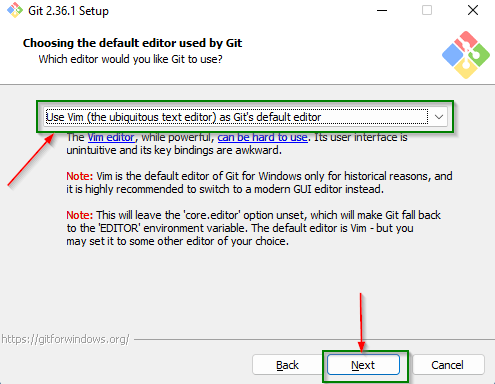 Git 2.36.1 Setup
Choosing the default editor used by Git
Which editor would you like Git to use?
Use Vim (the ubiquitous text editor) as Git's default editor
The Vim editor, while powerful, can be hard to use. Its user interface is
unintuitive and its key bindings are awkward.
Note: Vim is the default editor of Git for Windows only for historical reasons, and
it is highly recommended to switch to a modern GUI editor instead.
Note: This will leave the 'core.editor' option unset, which will make Git fall back
to the 'EDITOR' environment variable. The default editor is Vim - but you
may set it to some other editor of your choice.
https://gitforwindows.org/
Back
Next
Cancel